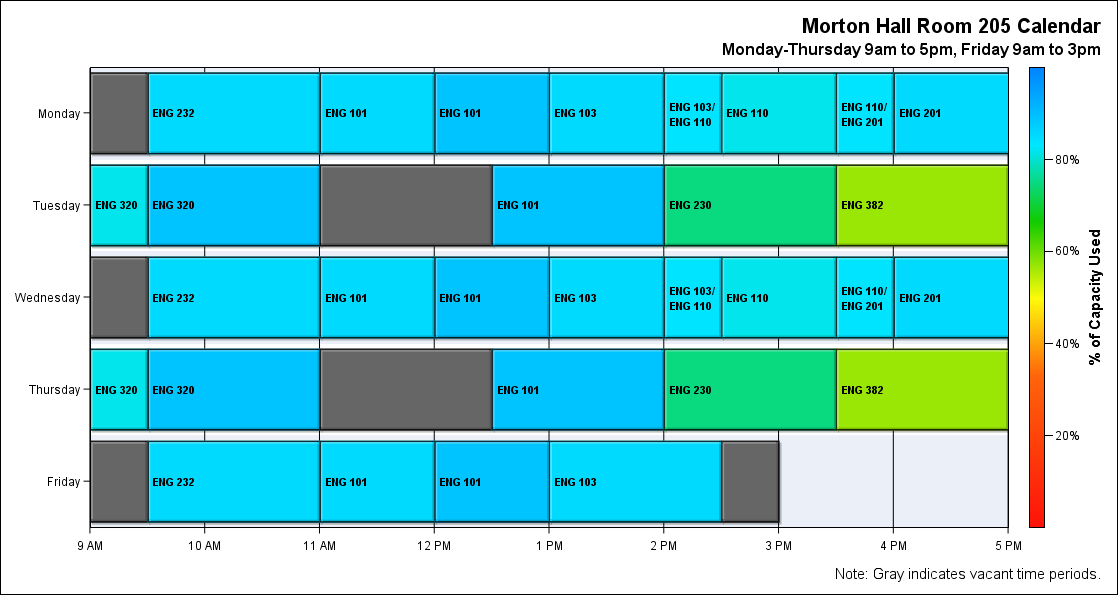 Morton Hall Room 205 Calendar
Monday-Thursday 9am to 5pm, Friday 9am to 3pm
Monday
ENG 232
ENG 101
ENG 101
ENG 103
ENG 103/
ENG 110
ENG 110
ENG 110/
ENG 201
ENG 201
Tuesday
ENG 320
ENG 320
ENG 101
ENG 230
ENG 382
Wednesday
ENG 232
ENG 101
ENG 101
ENG 103
ENG 103/
ENG 110
ENG 110
ENG 110/
ENG 201
ENG 201
Thursday
ENG 320
ENG 320
ENG 101
ENG 230
ENG 382
Friday
ENG 232
ENG 101
ENG 101
ENG 103
9 AM
10 AM
11 AM
12 PM
1 PM
2 PM
3 PM
4 PM
5 PM
80%
60%
40%
20%
% of Capacity Used
Note: Gray indicates vacant time periods.